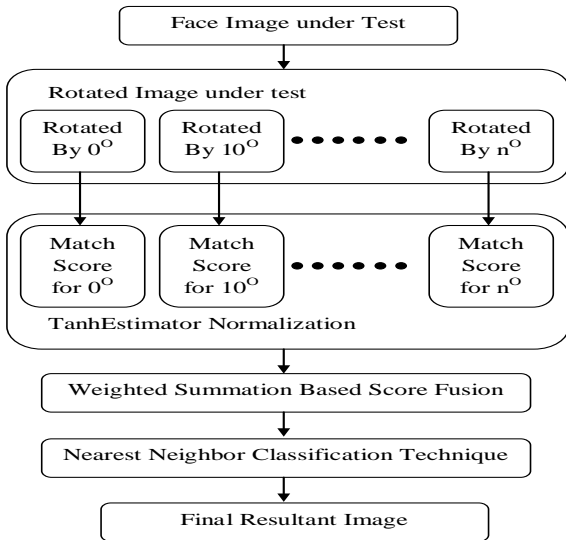 Face Image under Test
Rotated Image under test
Rotated
By 0ᴼ
Rotated
By 10ᴼ
Rotated
By nᴼ
Match
Score
for 0ᴼ
Match
Score
for 10ᴼ
Match
Score
for nᴼ
TanhEstimator Normalization
Weighted Summation Based Score Fusion
Nearest Neighbor Classification Technique
Final Resultant Image